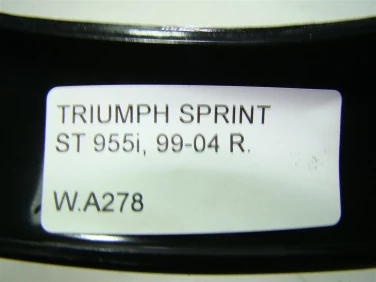 TRIUMPH SPRINT
ST 955i, 99-04 R.
W.A278